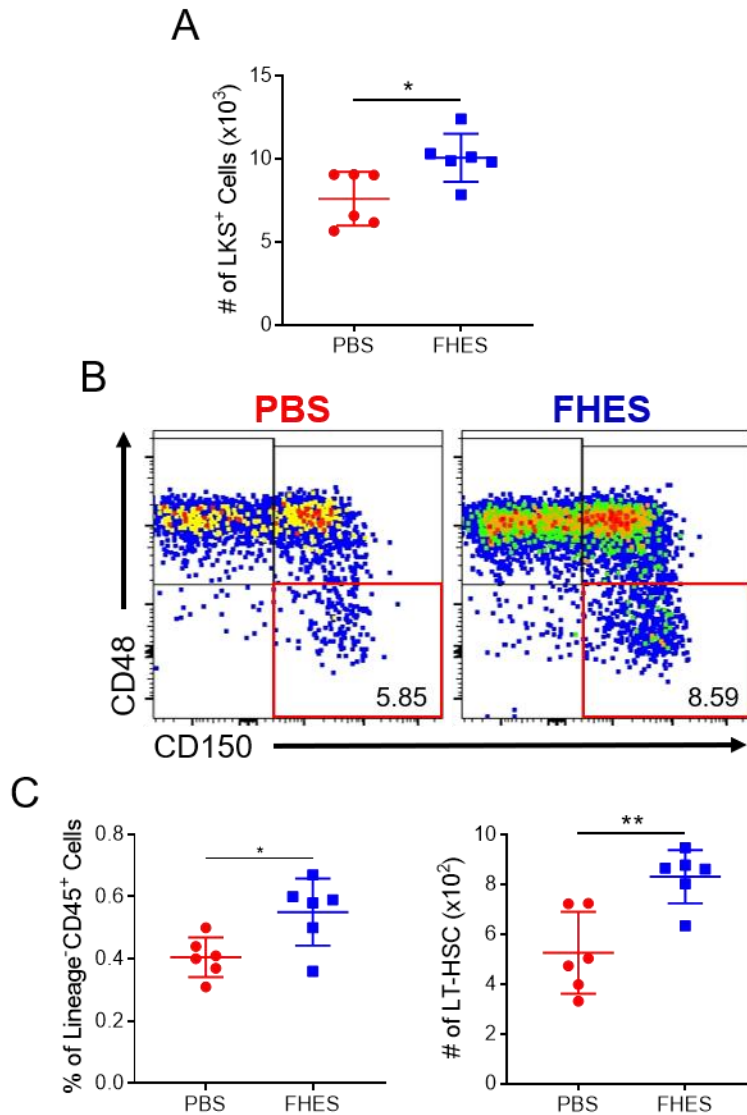 A
# of LKS⁺ Cells (x10³)
15
10
5
0
*
PBS
FHES
B
PBS
FHES
CD48
5.85
8.59
CD150
C
% of Lineage⁻CD45⁺ Cells
0.8
0.6
0.4
0.2
0.0
*
PBS
FHES
# of LT-HSC (x10²)
10
8
6
4
2
0
**
PBS
FHES